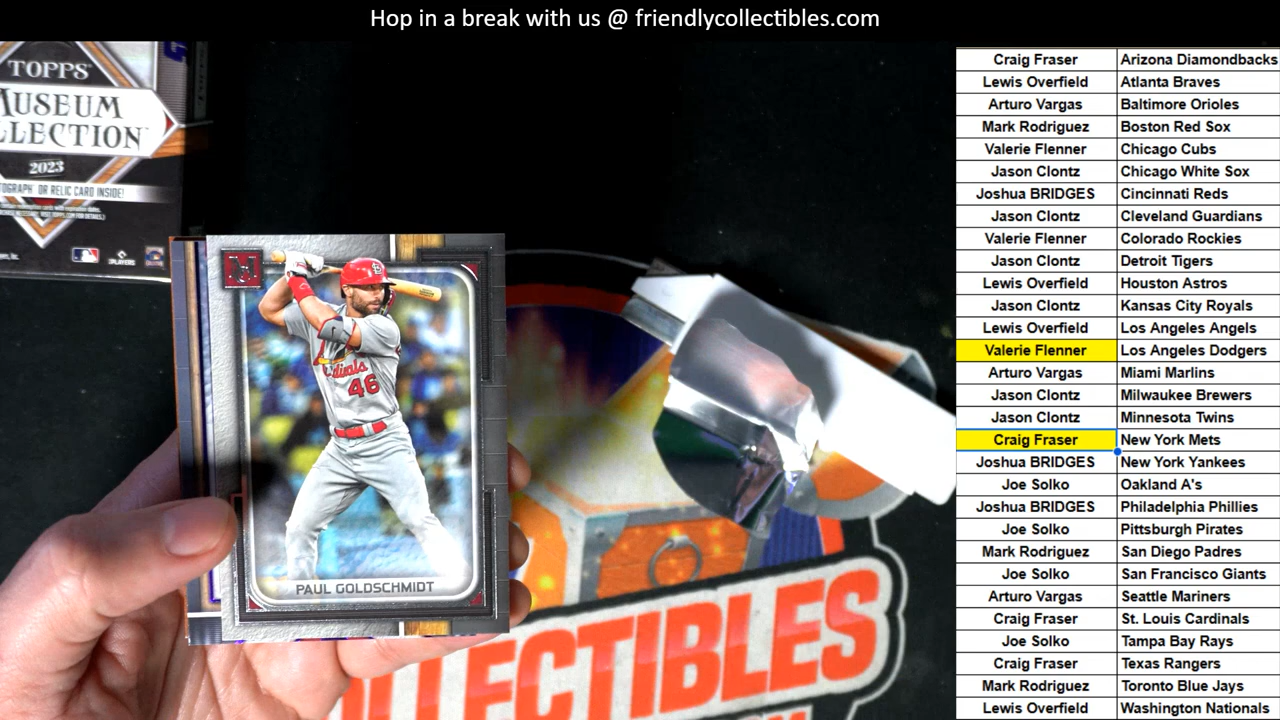 Hop in a break with us @ friendlycollectibles.com
TOPPS
MUSEUM
COLLECTION
2023
AUTOGRAPH OR RELIC CARD INSIDE!
PLAYERS
Cardinals
46
PAUL GOLDSCHMIDT
LECTIBLES
Craig Fraser Arizona Diamondbacks
Lewis Overfield Atlanta Braves
Arturo Vargas Baltimore Orioles
Mark Rodriguez Boston Red Sox
Valerie Flenner Chicago Cubs
Jason Clontz Chicago White Sox
Joshua BRIDGES Cincinnati Reds
Jason Clontz Cleveland Guardians
Valerie Flenner Colorado Rockies
Jason Clontz Detroit Tigers
Lewis Overfield Houston Astros
Jason Clontz Kansas City Royals
Lewis Overfield Los Angeles Angels
Valerie Flenner Los Angeles Dodgers
Arturo Vargas Miami Marlins
Jason Clontz Milwaukee Brewers
Jason Clontz Minnesota Twins
Craig Fraser New York Mets
Joshua BRIDGES New York Yankees
Joe Solko Oakland A's
Joshua BRIDGES Philadelphia Phillies
Joe Solko Pittsburgh Pirates
Mark Rodriguez San Diego Padres
Joe Solko San Francisco Giants
Arturo Vargas Seattle Mariners
Craig Fraser St. Louis Cardinals
Joe Solko Tampa Bay Rays
Craig Fraser Texas Rangers
Mark Rodriguez Toronto Blue Jays
Lewis Overfield Washington Nationals